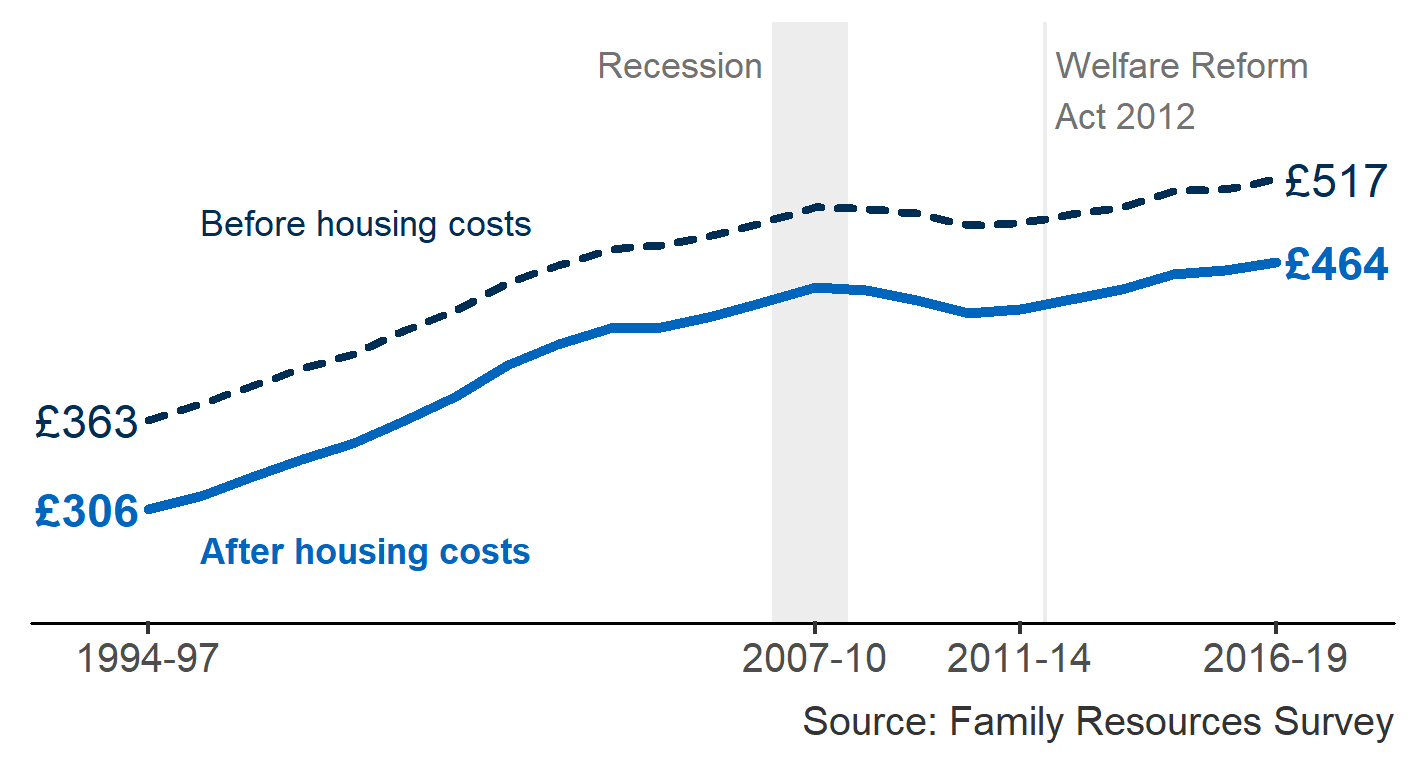 Recession
Welfare Reform
Act 2012
£517
Before housing costs
£464
£363
£306
After housing costs
1994-97
2007-10
2011-14
2016-19
Source: Family Resources Survey